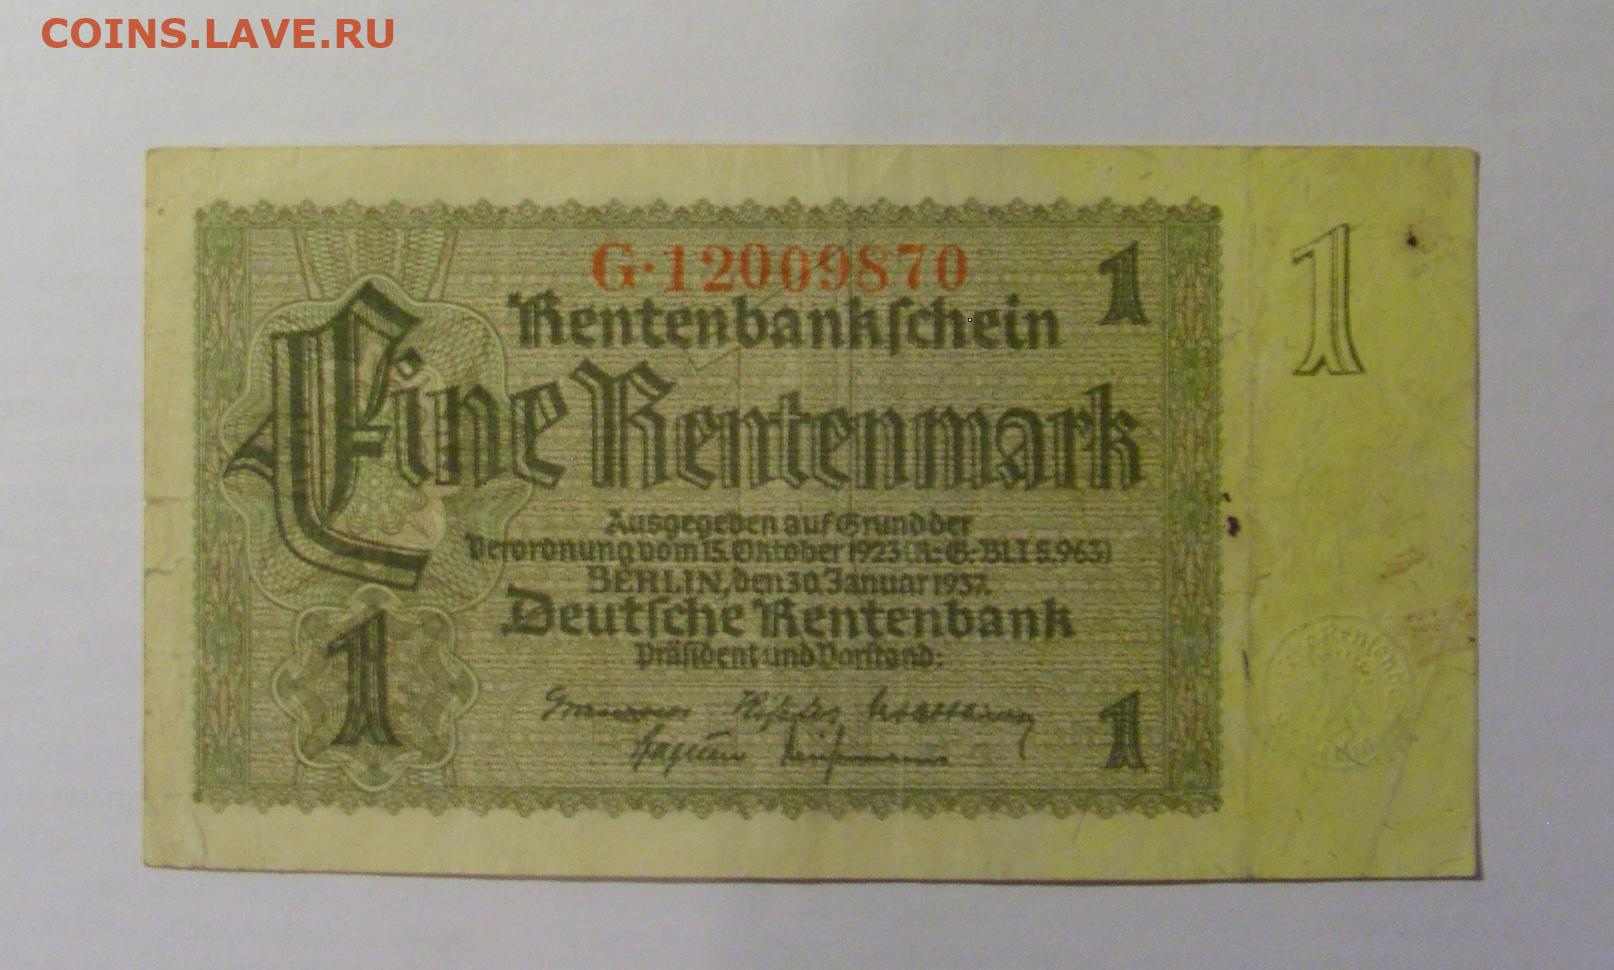 COINS.LAVE.RU
G·12009870
Rentenbankschein
1
1
Eine Rentenmark
Ausgegeben auf Grund der
Verordnung vom 15. Oktober 1923 (R.-G.-Bl. I S. 963)
BERLIN, den 30. Januar 1937.
Deutsche Rentenbank
Präsident und Vorstand:
1
1